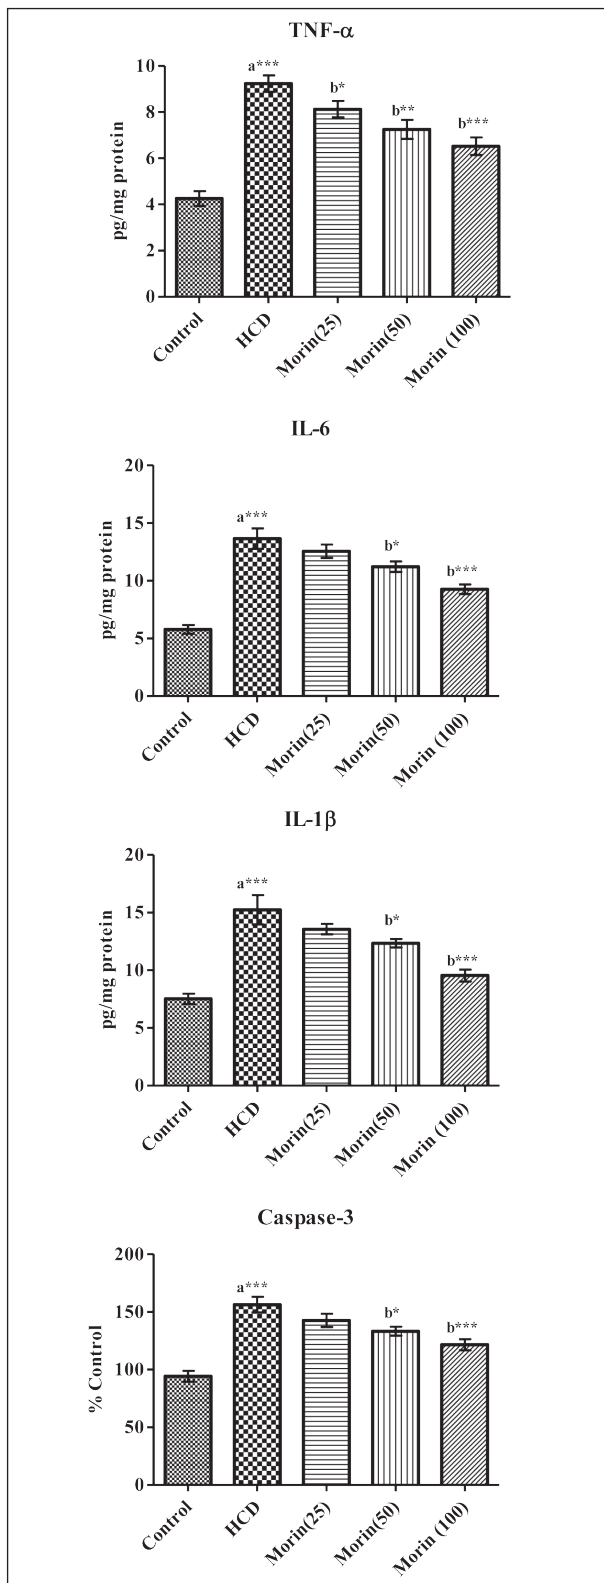 TNF-α
pg/mg protein
10
8
6
4
2
0
a***
b*
b**
b***
Control
HCD
Morin(25)
Morin(50)
Morin (100)
IL-6
pg/mg protein
20
15
10
5
0
a***
b*
b***
Control
HCD
Morin(25)
Morin(50)
Morin (100)
IL-1β
pg/mg protein
20
15
10
5
0
a***
b*
b***
Control
HCD
Morin(25)
Morin(50)
Morin (100)
Caspase-3
% Control
200
150
100
50
0
a***
b*
b***
Control
HCD
Morin(25)
Morin(50)
Morin (100)